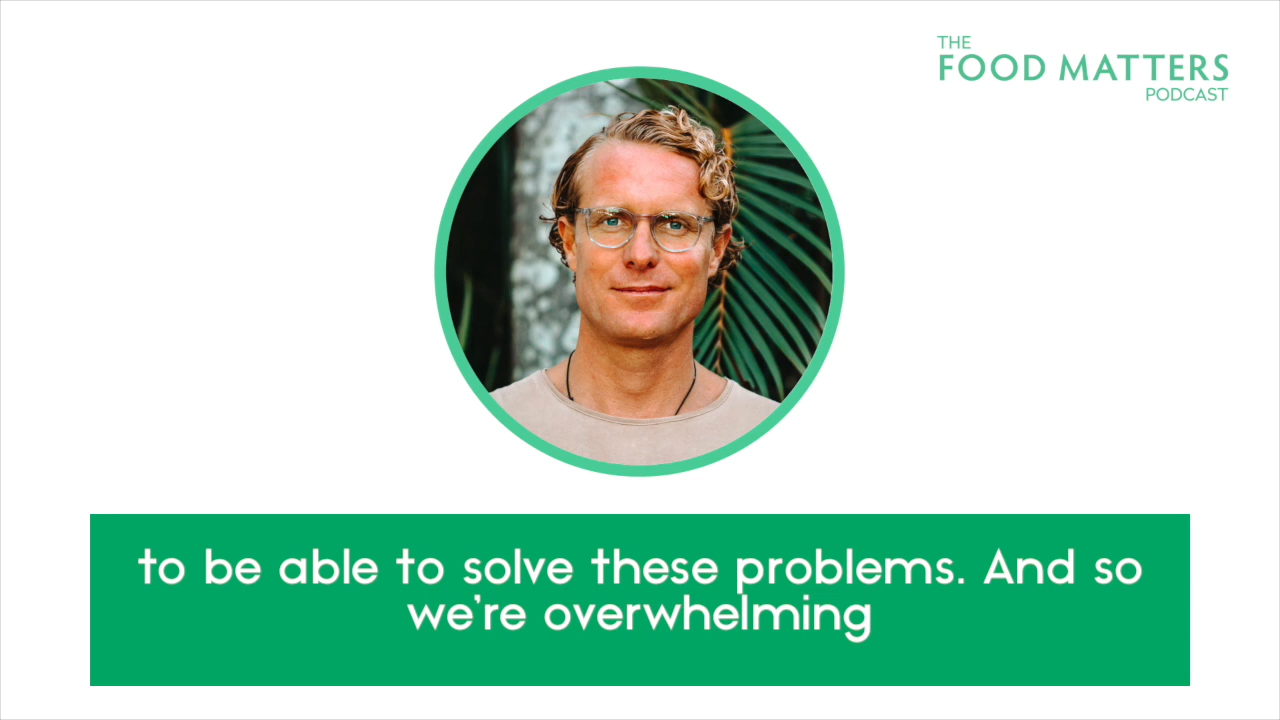 THE
FOOD MATTERS
PODCAST
to be able to solve these problems. And so
we're overwhelming